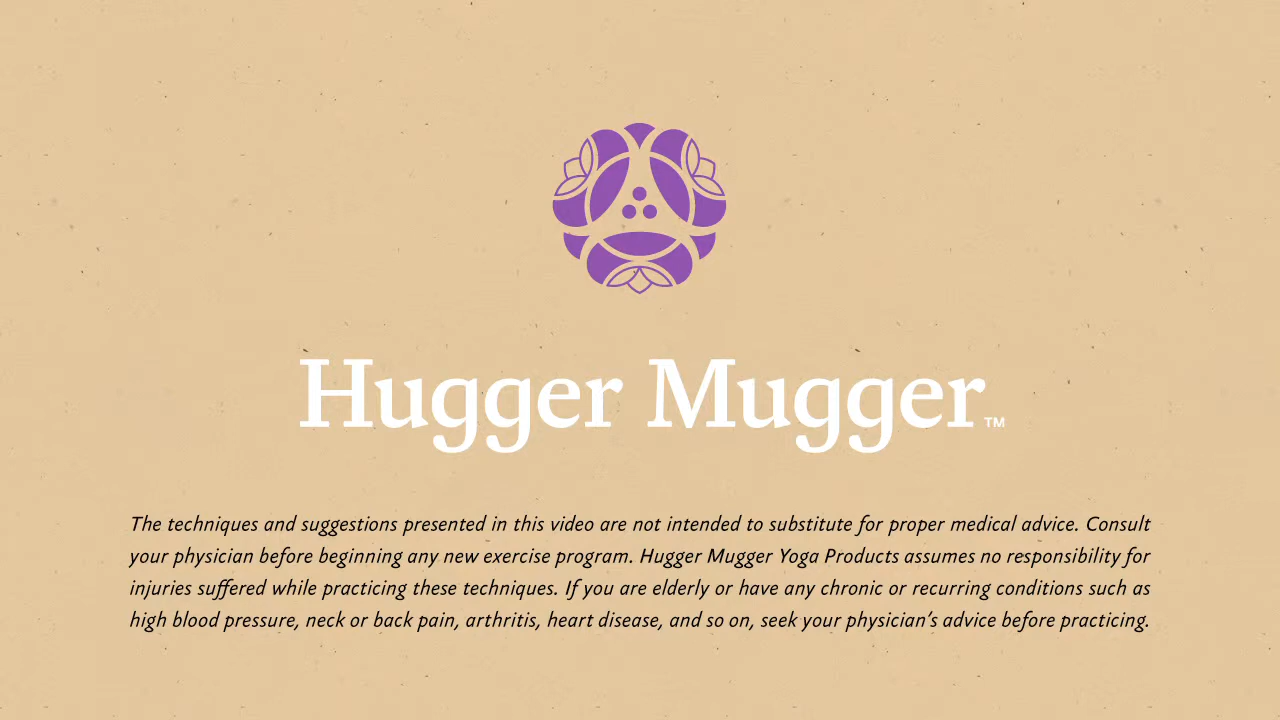 Hugger Mugger™
The techniques and suggestions presented in this video are not intended to substitute for proper medical advice. Consult
your physician before beginning any new exercise program. Hugger Mugger Yoga Products assumes no responsibility for
injuries suffered while practicing these techniques. If you are elderly or have any chronic or recurring conditions such as
high blood pressure, neck or back pain, arthritis, heart disease, and so on, seek your physician's advice before practicing.